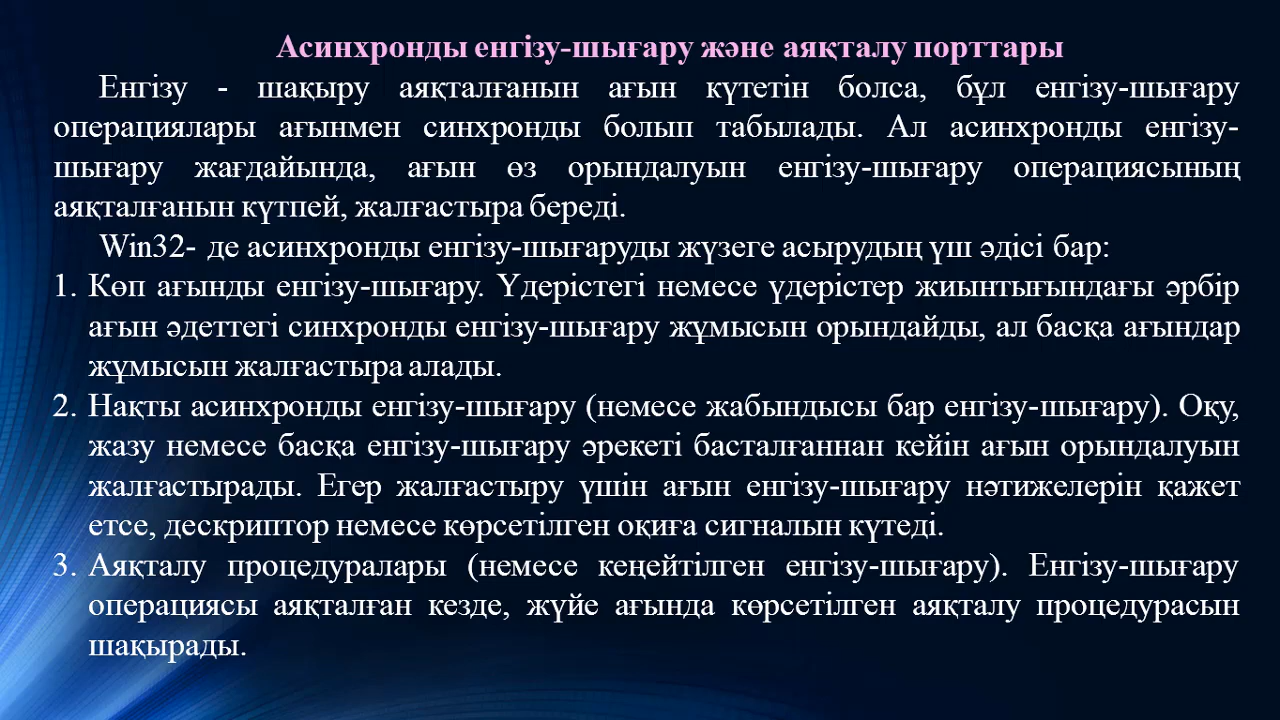 Асинхронды енгізу-шығару және аяқталу порттары
Енгізу - шақыру аяқталғанын ағын күтетін болса, бұл енгізу-шығару
операциялары ағынмен синхронды болып табылады. Ал асинхронды енгізу-
шығару жағдайында, ағын өз орындалуын енгізу-шығару операциясының
аяқталғанын күтпей, жалғастыра береді.
Win32- де асинхронды енгізу-шығаруды жүзеге асырудың үш әдісі бар:
1. Көп ағынды енгізу-шығару. Үдерістегі немесе үдерістер жиынтығындағы әрбір
ағын әдеттегі синхронды енгізу-шығару жұмысын орындайды, ал басқа ағындар
жұмысын жалғастыра алады.
2. Нақты асинхронды енгізу-шығару (немесе жабындысы бар енгізу-шығару). Оқу,
жазу немесе басқа енгізу-шығару әрекеті басталғаннан кейін ағын орындалуын
жалғастырады. Егер жалғастыру үшін ағын енгізу-шығару нәтижелерін қажет
етсе, дескриптор немесе көрсетілген оқиға сигналын күтеді.
3. Аяқталу процедуралары (немесе кеңейтілген енгізу-шығару). Енгізу-шығару
операциясы аяқталған кезде, жүйе ағында көрсетілген аяқталу процедурасын
шақырады.